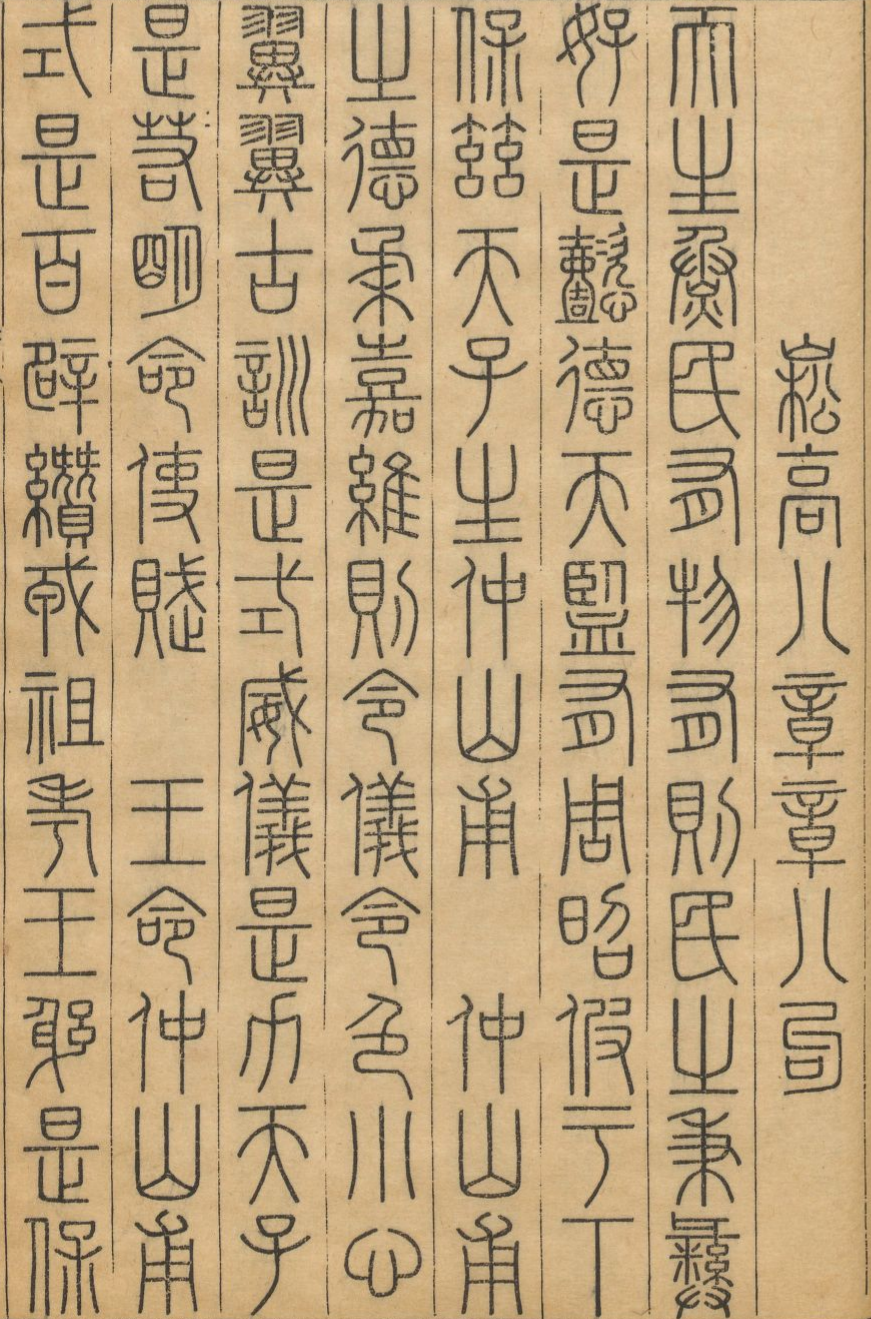 崧高八章章八句
天生烝民有物有則民之秉彝
好是懿德天監有周昭假于下
保茲天子生仲山甫　仲山甫
之德柔嘉維則令儀令色小心
翼翼古訓是式威儀是力天子
是若明命使賦　王命仲山甫
式是百辟纘戎祖考王躬是保